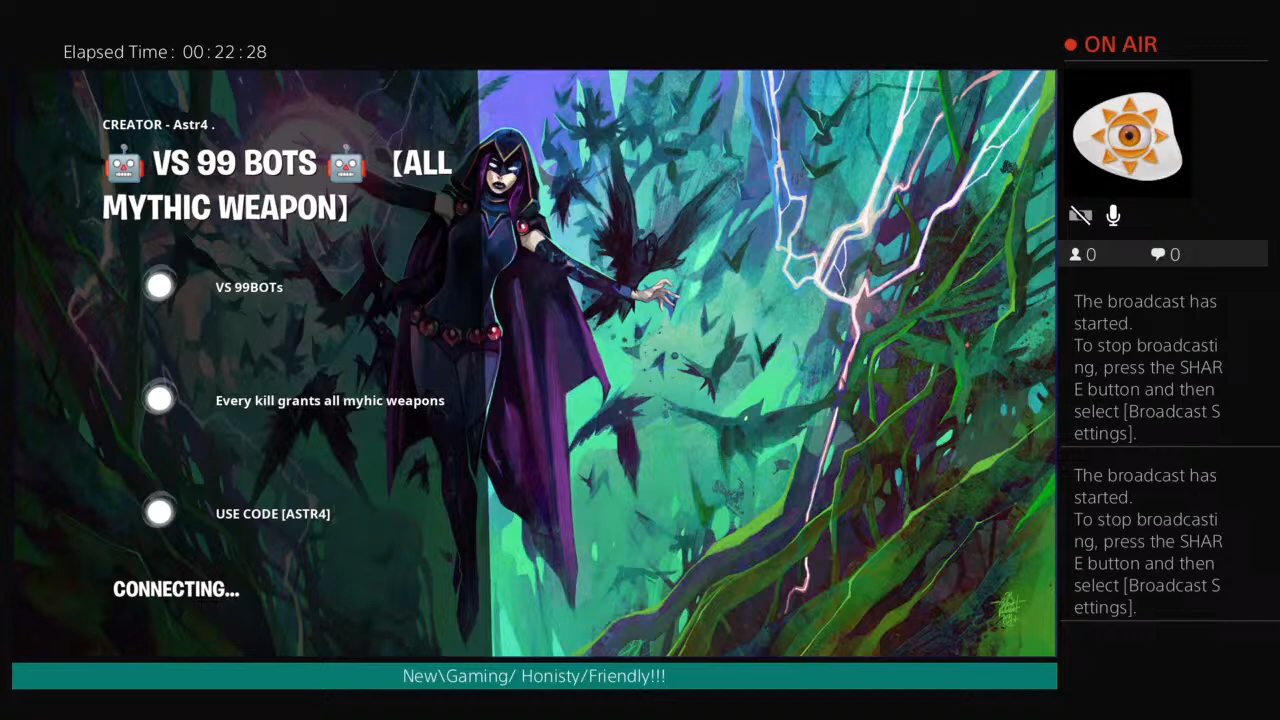 Elapsed Time: 00:22:28
ON AIR
CREATOR - Astr4 .
🤖 VS 99 BOTS 🤖 【ALL
MYTHIC WEAPON】
VS 99BOTs
Every kill grants all myhic weapons
USE CODE [ASTR4]
CONNECTING...
New\Gaming/ Honisty/Friendly!!!
0 0
The broadcast has
started.
To stop broadcasti
ng, press the SHAR
E button and then
select [Broadcast S
ettings].
The broadcast has
started.
To stop broadcasti
ng, press the SHAR
E button and then
select [Broadcast S
ettings].